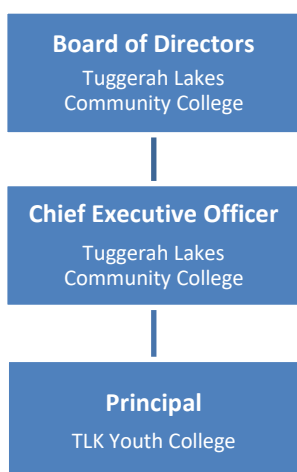 Board of Directors
Tuggerah Lakes
Community College
Chief Executive Officer
Tuggerah Lakes
Community College
Principal
TLK Youth College